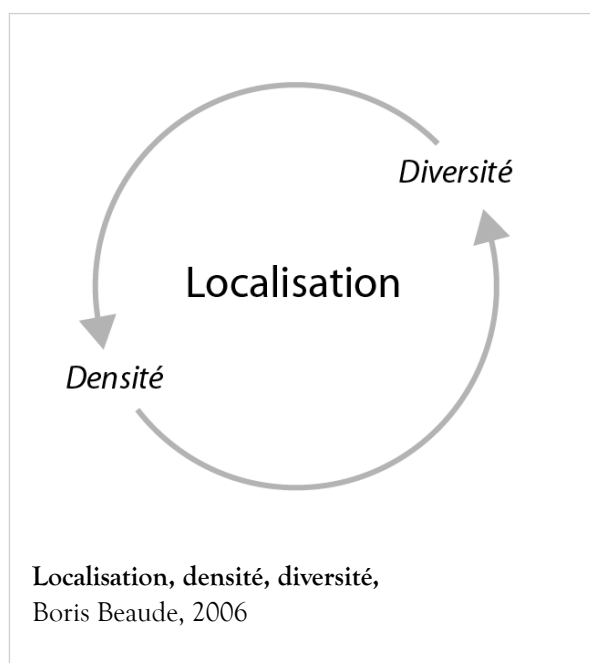 Diversité
Localisation
Densité
Localisation, densité, diversité,
Boris Beaude, 2006